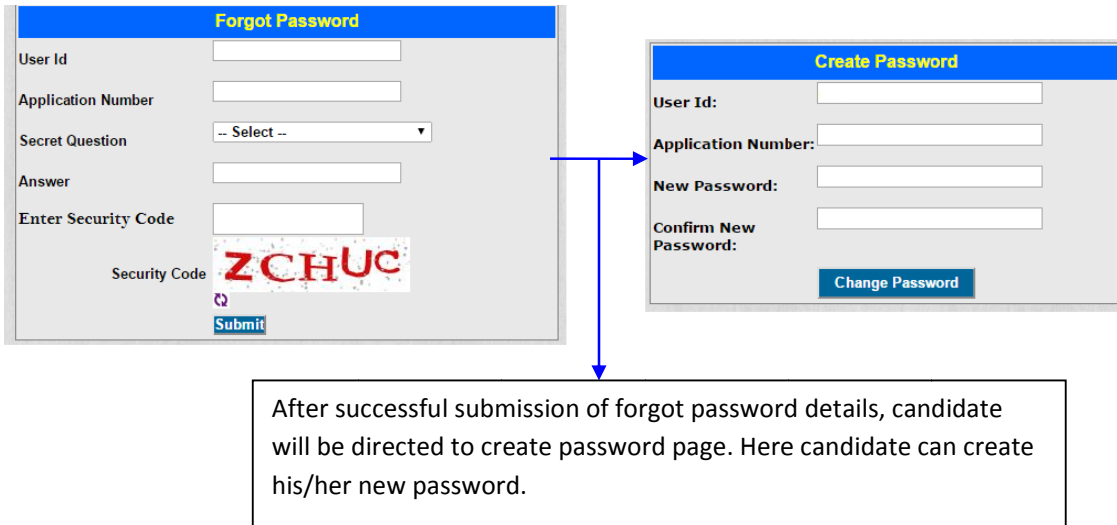 Forgot Password
User Id
Application Number
Secret Question
-- Select --
Answer
Enter Security Code
Security Code
ZCHUC
Submit
Create Password
User Id:
Application Number:
New Password:
Confirm New
Password:
Change Password
After successful submission of forgot password details, candidate
will be directed to create password page. Here candidate can create
his/her new password.